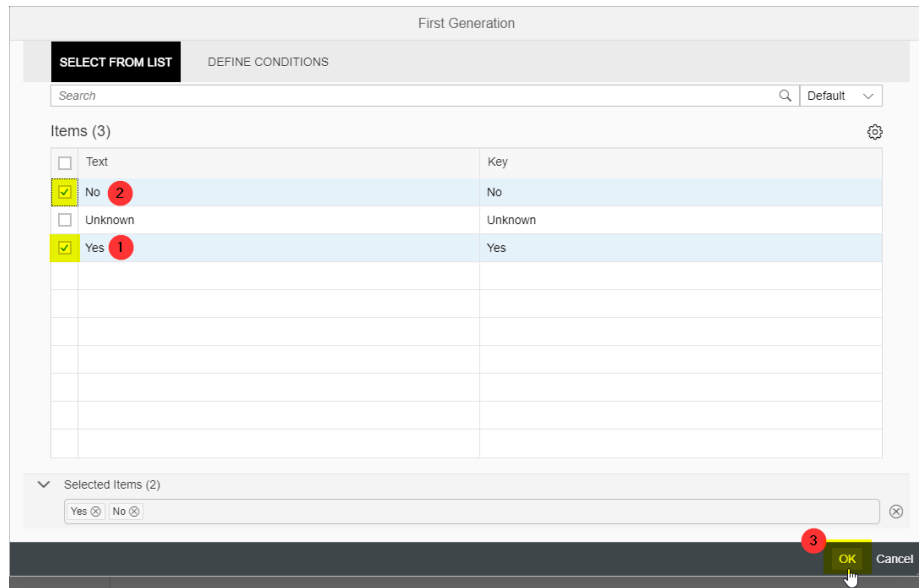 First Generation
SELECT FROM LIST DEFINE CONDITIONS
Search Default
Items (3)
Text Key
No 2 No
Unknown Unknown
Yes 1 Yes
Selected Items (2)
Yes No
3
OK Cancel